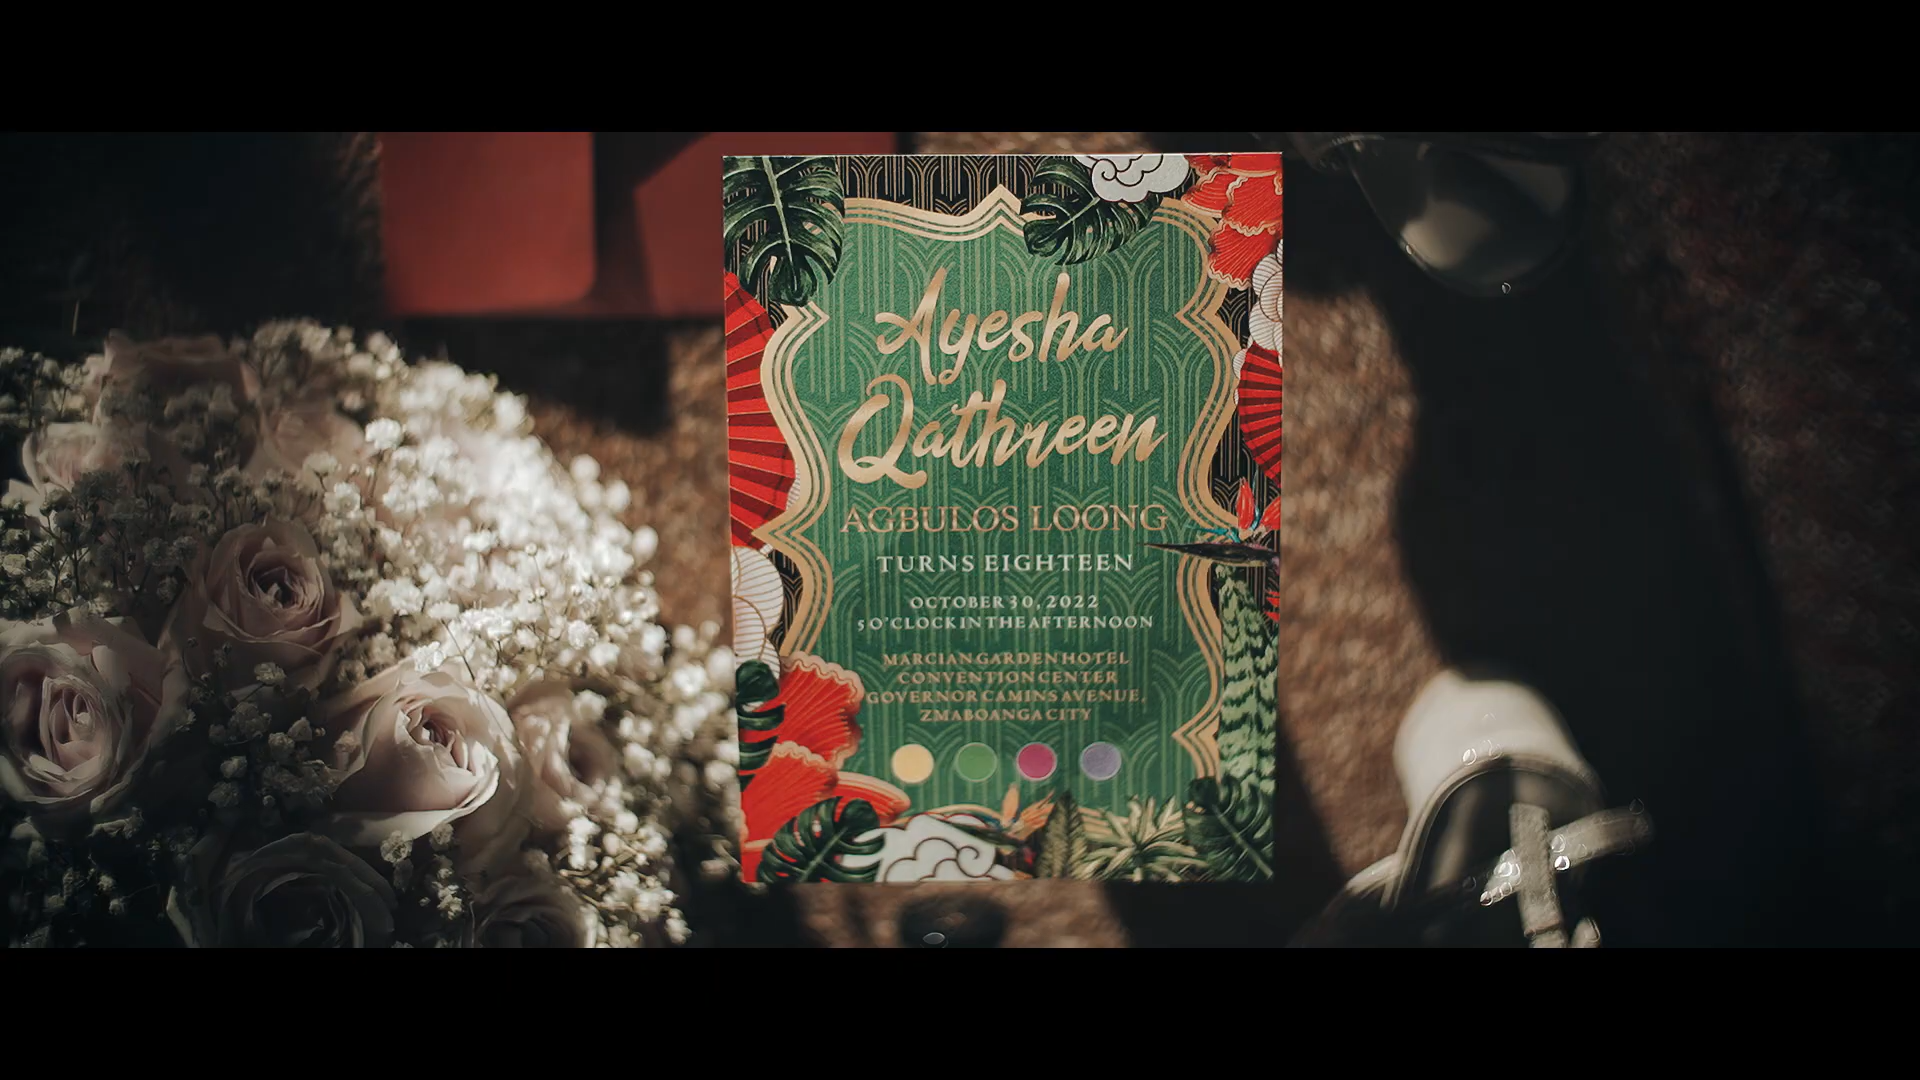 Ayesha
Qathreen
AGBULOS LOONG
TURNS EIGHTEEN
OCTOBER 30, 2022
5 O'CLOCK IN THE AFTERNOON
MARCIAN GARDEN HOTEL
CONVENTION CENTER
GOVERNOR CAMINS AVENUE,
ZMABOANGA CITY